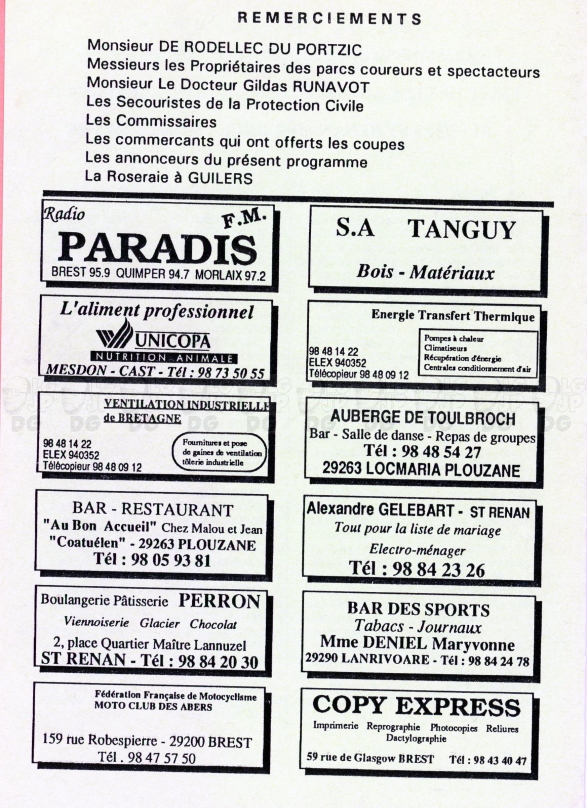 REMERCIEMENTS
Monsieur DE RODELLEC DU PORTZIC
Messieurs les Propriétaires des parcs coureurs et spectacteurs
Monsieur Le Docteur Gildas RUNAVOT
Les Secouristes de la Protection Civile
Les Commissaires
Les commercants qui ont offerts les coupes
Les annonceurs du présent programme
La Roseraie à GUILERS
Radio F.M.
PARADIS
BREST 95.9 QUIMPER 94.7 MORLAIX 97.2
S.A TANGUY
Bois - Matériaux
L'aliment professionnel
UNICOPA
NUTRITION ANIMALE
MESDON - CAST - Tél : 98 73 50 55
Energie Transfert Thermique
98 48 14 22
ELEX 940352
Télécopieur 98 48 09 12
Pompes à chaleur
Climatiseurs
Récupération d'énergie
Centrales conditionnement d'air
VENTILATION INDUSTRIELLE
de BRETAGNE
98 48 14 22
ELEX 940352
Télécopieur 98 48 09 12
Fournitures et pose
de gaines de ventilation
tôlerie industrielle
AUBERGE DE TOULBROCH
Bar - Salle de danse - Repas de groupes
Tél : 98 48 54 27
29263 LOCMARIA PLOUZANE
BAR - RESTAURANT
"Au Bon Accueil" Chez Malou et Jean
"Coatuélen" - 29263 PLOUZANE
Tél : 98 05 93 81
Alexandre GELEBART - ST RENAN
Tout pour la liste de mariage
Electro-ménager
Tél : 98 84 23 26
Boulangerie Pâtisserie PERRON
Viennoiserie Glacier Chocolat
2, place Quartier Maître Lannuzel
ST RENAN - Tél : 98 84 20 30
BAR DES SPORTS
Tabacs - Journaux
Mme DENIEL Maryvonne
29290 LANRIVOARE - Tél : 98 84 24 78
Fédération Française de Motocyclisme
MOTO CLUB DES ABERS
159 rue Robespierre - 29200 BREST
Tél . 98 47 57 50
COPY EXPRESS
Imprimerie Reprographie Photocopies Reliures
Dactylographie
59 rue de Glasgow BREST Tél : 98 43 40 47